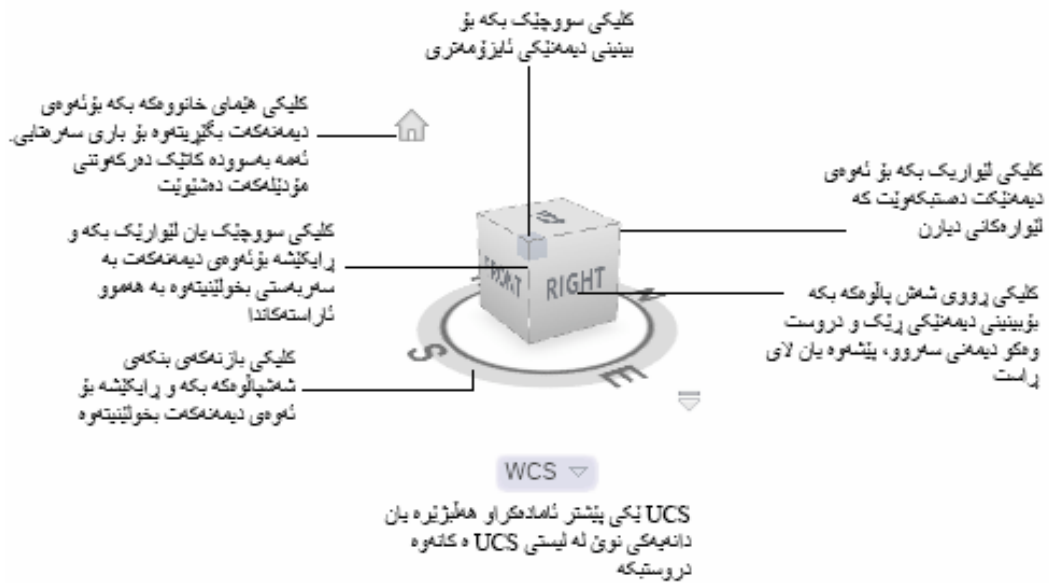 کلیکی سووچێک بکە بۆ
بینینی دیمەنێکی ئایزۆمەتری
کلیکی هێمای خانووەکە بکە بۆئەوەی
دیمەنەکەت بگێڕیتەوە بۆ باری سەرەتایی.
ئەمە بەسوودە کاتێک دەرکەوتنی
مۆدێلەکەت دەشێوێت
کلیکی لێواریک بکە بۆ ئەوەی
دیمەنێکت دەستبکەوێت کە
لێوارەکانی دیارن
کلیکی سووچێک یان لێوارێک بکە و
ڕایکێشە بۆئەوەی دیمەنەکەت بە
سەربەستی بخولێنیتەوە بە هەموو
ئاراستەکاندا
کلیکی ڕووی شەش پاڵوەکە بکە
بۆبینینی دیمەنێکی ڕێک و دروست
وەکو دیمەنی سەروو، پێشەوە یان لای
ڕاست
کلیکی بازنەکەی بنکەی
شەشپاڵوەکە بکە و ڕایکێشە بۆ
ئەوەی دیمەنەکەت بخولێنیتەوە
FRONT
RIGHT
N
S
E
WCS
UCS ێکی پێشتر ئامادەکراو هەڵبژێرە یان
دانەیەکی نوێ لە لیستی UCS ە کانەوە
دروستبکە